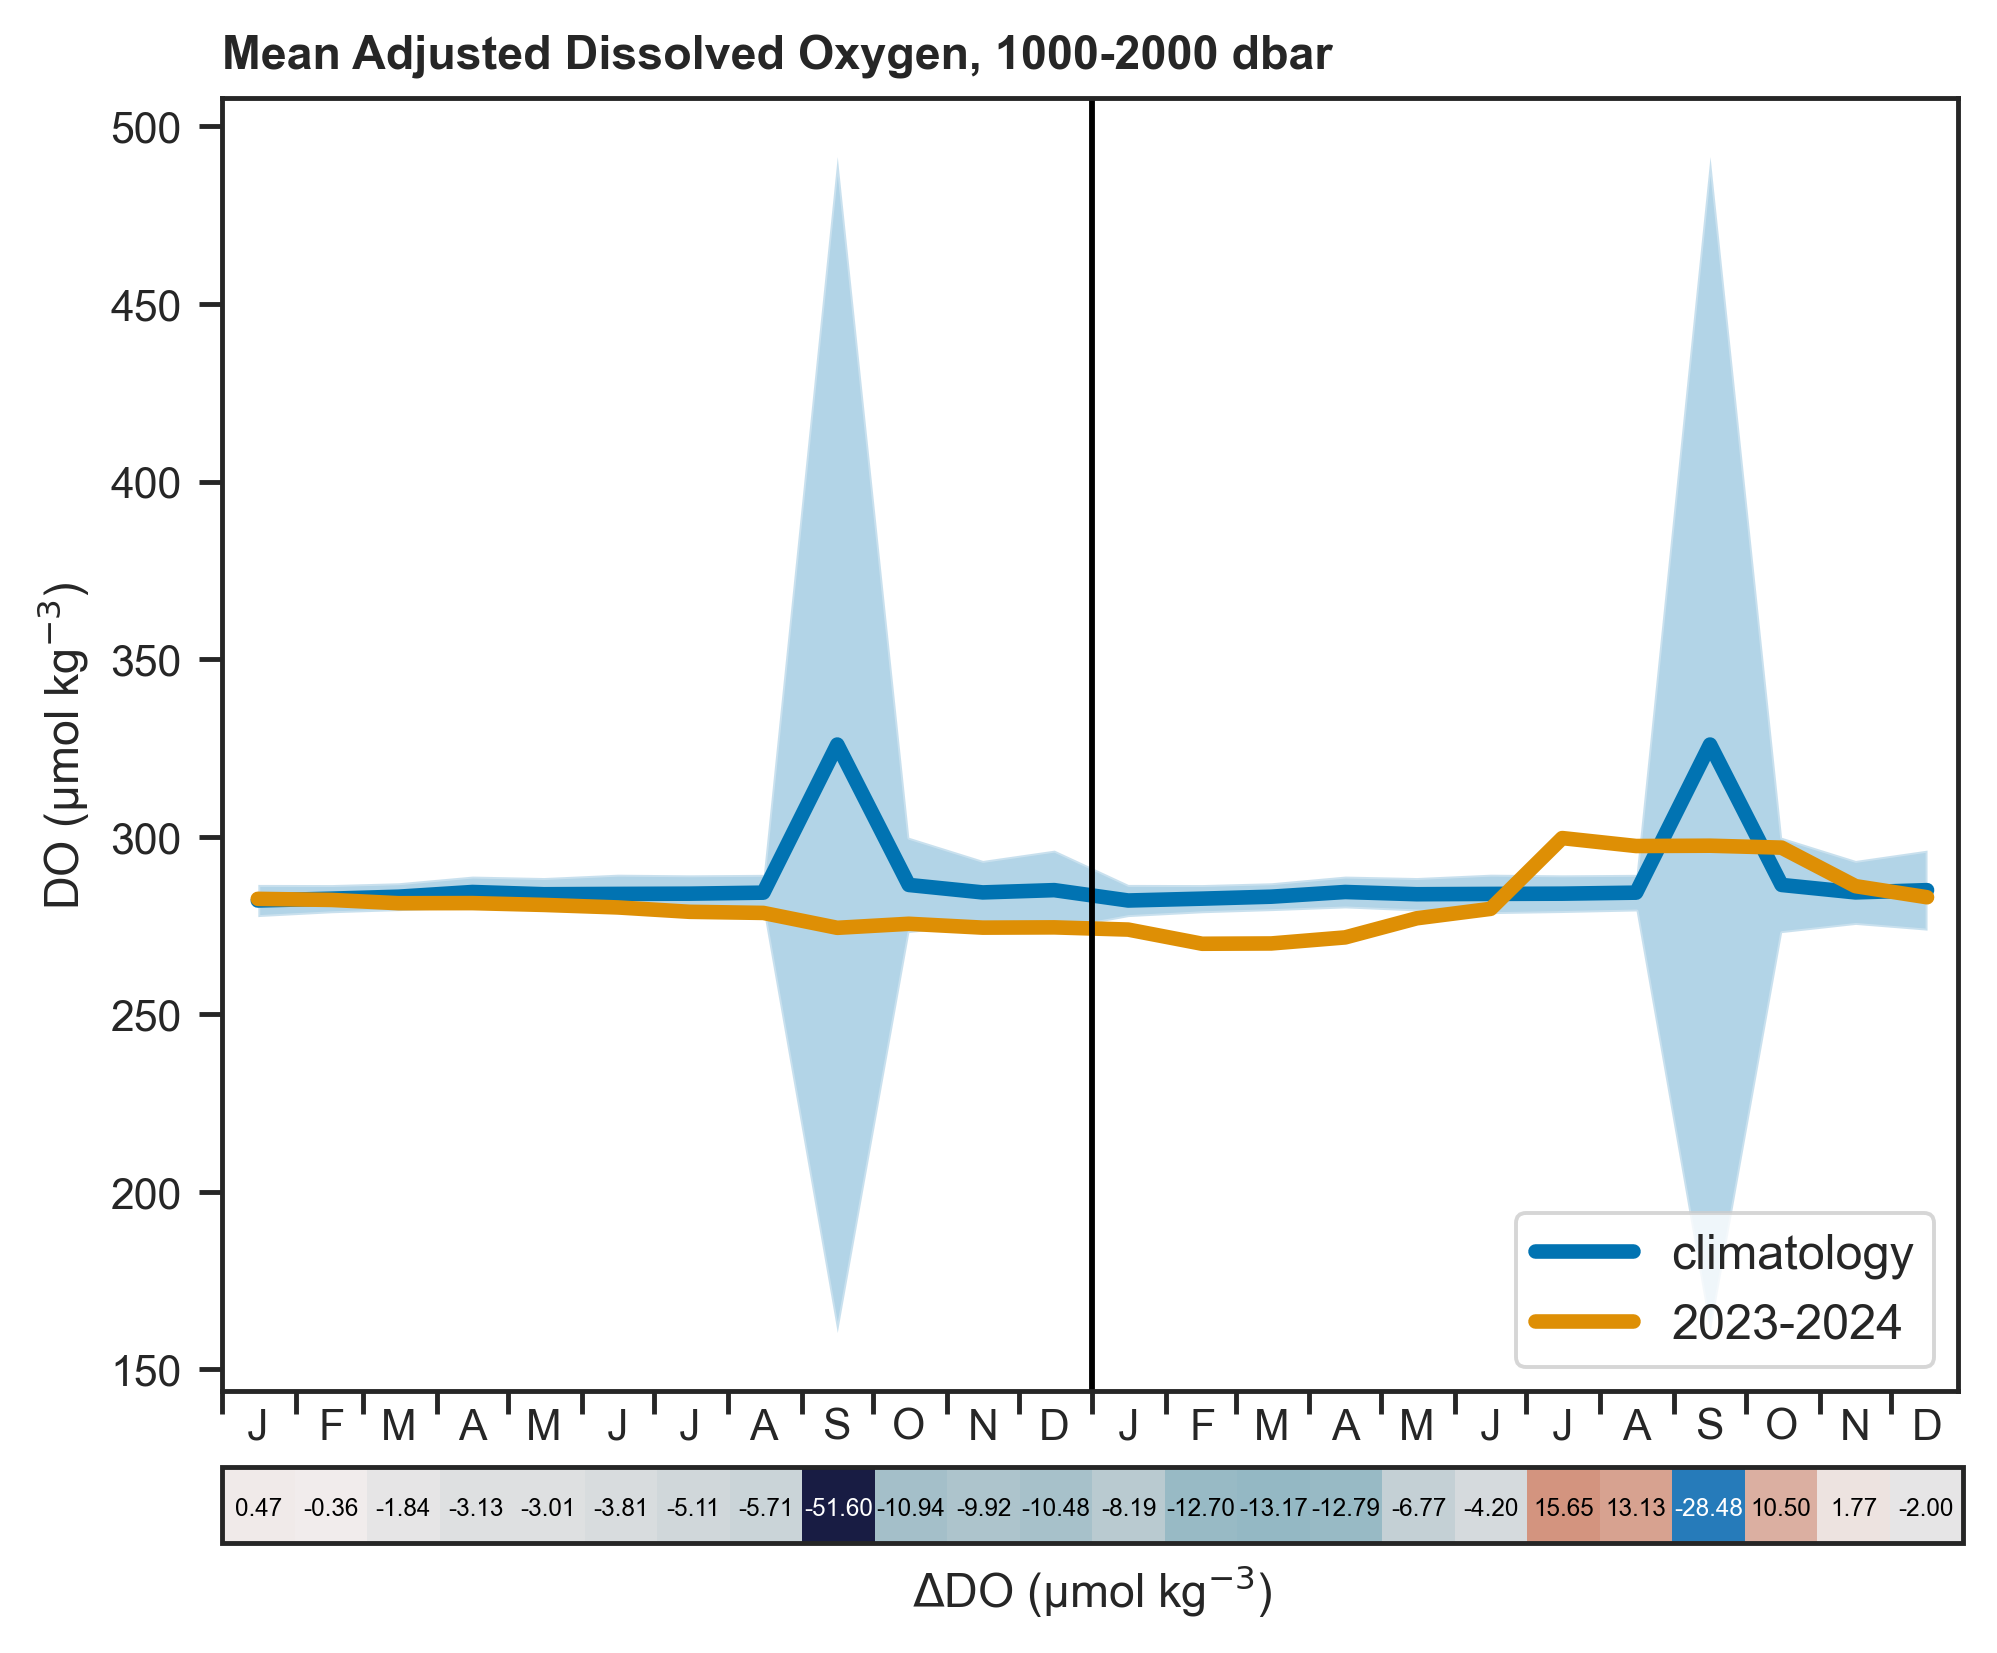 Mean Adjusted Dissolved Oxygen, 1000-2000 dbar
500
450
400
350
300
250
200
150
DO (µmol kg⁻³)
climatology
2023-2024
J F M A M J J A S O N D J F M A M J J A S O N D
0.47 -0.36 -1.84 -3.13 -3.01 -3.81 -5.11 -5.71 -51.60 -10.94 -9.92 -10.48 -8.19 -12.70 -13.17 -12.79 -6.77 -4.20 15.65 13.13 -28.48 10.50 1.77 -2.00
ΔDO (µmol kg⁻³)